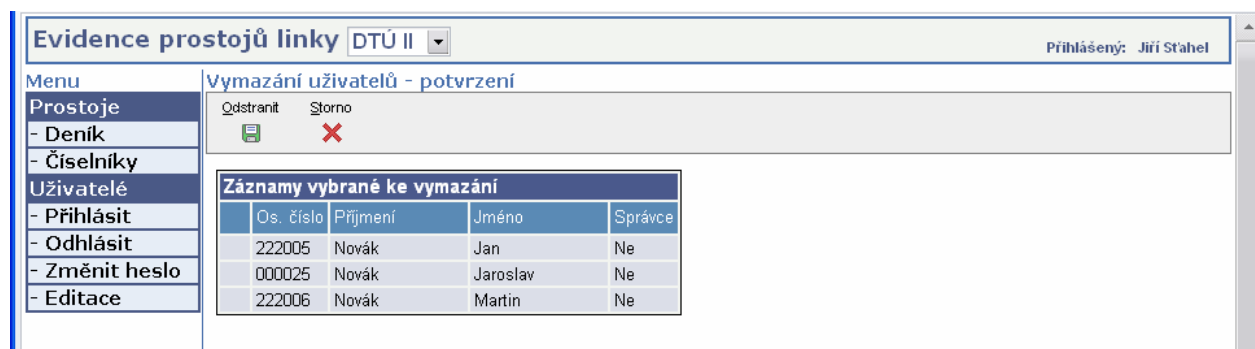 Evidence prostojů linky DTÚ II
Přihlášený: Jiří Sťahel
Menu
Prostoje
- Deník
- Číselníky
Uživatelé
- Přihlásit
- Odhlásit
- Změnit heslo
- Editace
Vymazání uživatelů - potvrzení
Odstranit Storno
Záznamy vybrané ke vymazání
Os. číslo Příjmení Jméno Správce
222005 Novák Jan Ne
000025 Novák Jaroslav Ne
222006 Novák Martin Ne